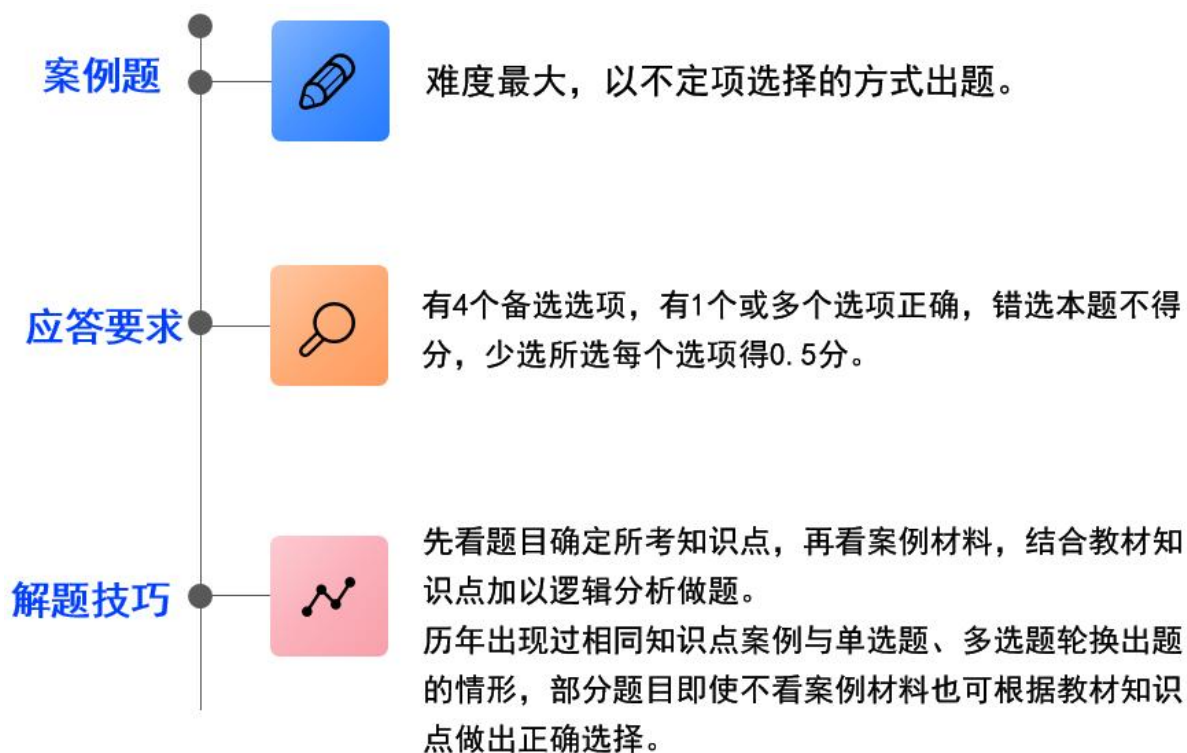 案例题
难度最大，以不定项选择的方式出题。
应答要求
有4个备选选项，有1个或多个选项正确，错选本题不得
分，少选所选每个选项得0.5分。
解题技巧
先看题目确定所考知识点，再看案例材料，结合教材知
识点加以逻辑分析做题。
历年出现过相同知识点案例与单选题、多选题轮换出题
的情形，部分题目即使不看案例材料也可根据教材知识
点做出正确选择。